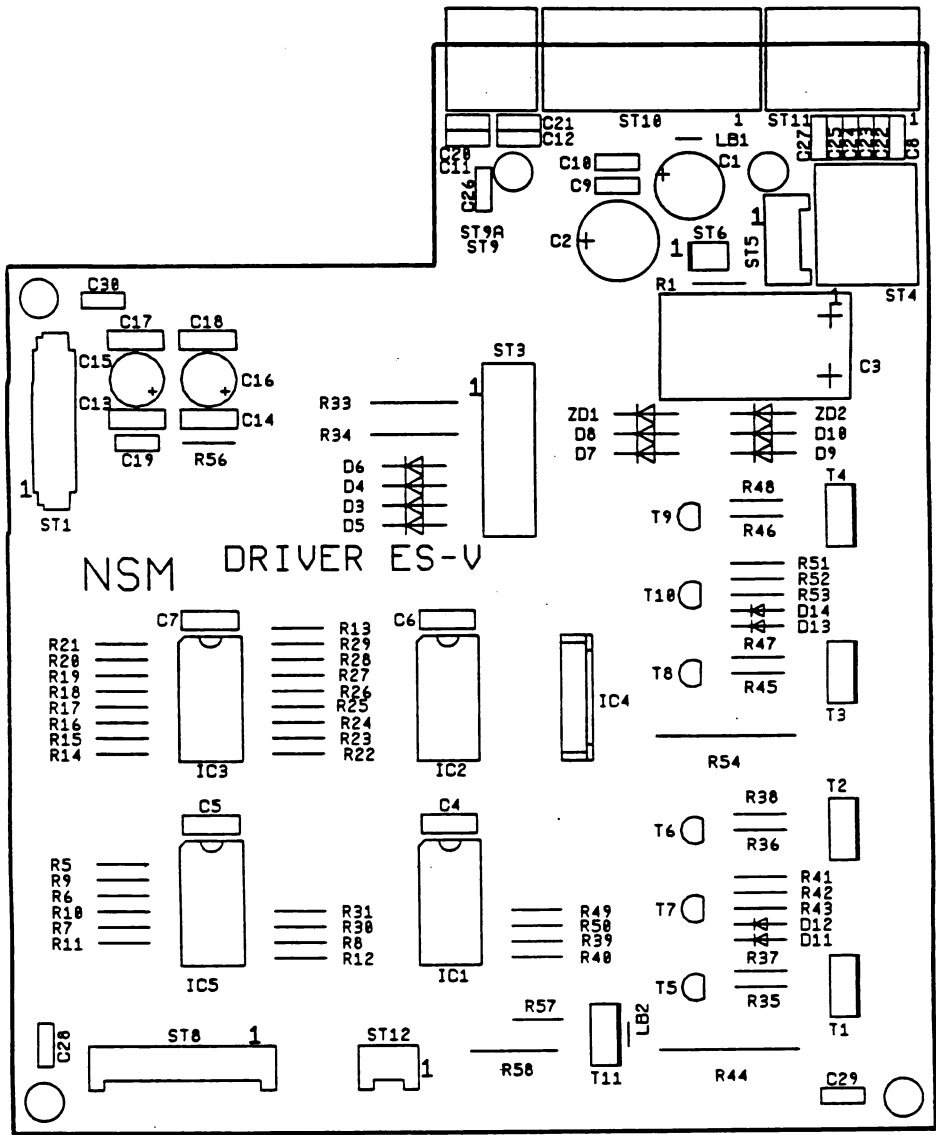 ST10 1 ST11 1
C21
C12
C20
C11
LB1
C1
C10
C9
C27 C25 C24 C23 C22 C8
C26
ST9A
ST9
C2
ST6
1
1
ST5
R1
ST4
C30
1
C3
C17 C18
C15
C16
C13
C14
C19
R56
1
ST1
ST3
1
R33
R34
D6
D4
D3
D5
ZD1
D8
D7
ZD2
D10
D9
T4
R48
T9
R46
NSM
DRIVER ES-V
R51
R52
R53
D14
D13
T10
R47
T8
R45
T3
C7
C6
R21
R20
R19
R18
R17
R16
R15
R14
IC3
R13
R29
R28
R27
R26
R25
R24
R23
R22
IC2
IC4
R54
T2
C5
C4
R38
T6
R36
R5
R9
R6
R10
R7
R11
IC5
R31
R30
R8
R12
IC1
R49
R50
R39
R40
R41
R42
R43
D12
D11
T7
R37
T5
R35
T1
C28
ST8 1
ST12
1
R57
R58
T11
LB2
R44
C29